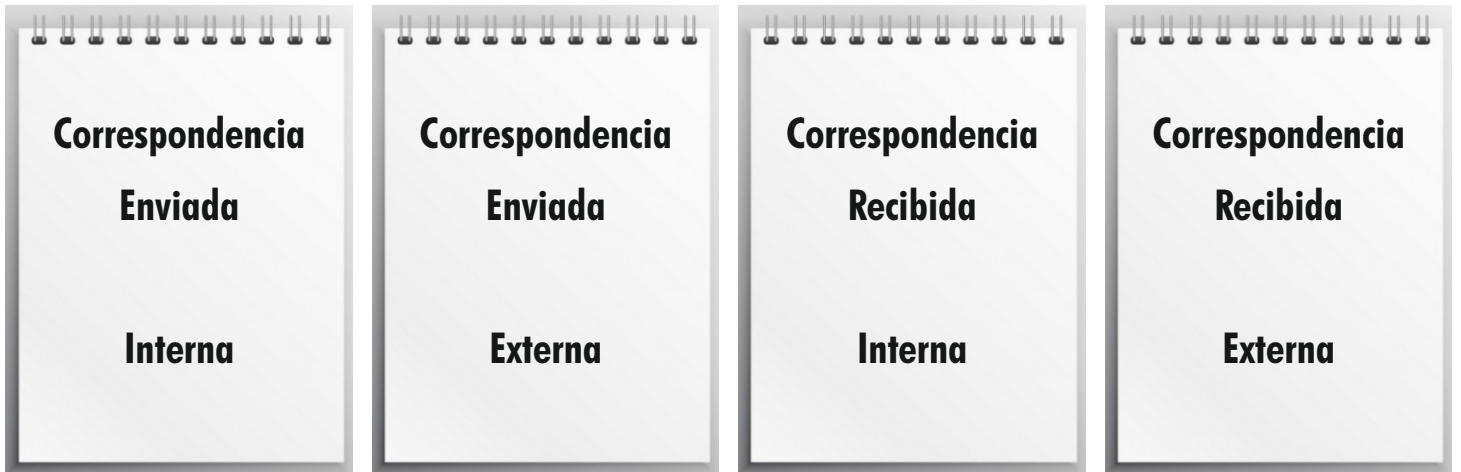 Correspondencia
Enviada
Interna
Correspondencia
Enviada
Externa
Correspondencia
Recibida
Interna
Correspondencia
Recibida
Externa